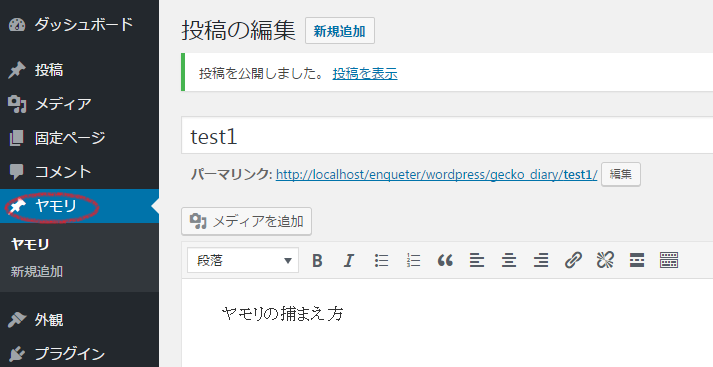 ダッシュボード
投稿
メディア
固定ページ
コメント
ヤモリ
ヤモリ
新規追加
外観
プラグイン
投稿の編集 新規追加
投稿を公開しました。 投稿を表示
test1
パーマリンク: http://localhost/enqueter/wordpress/gecko_diary/test1/ 編集
メディアを追加
段落 B I
ヤモリの捕まえ方